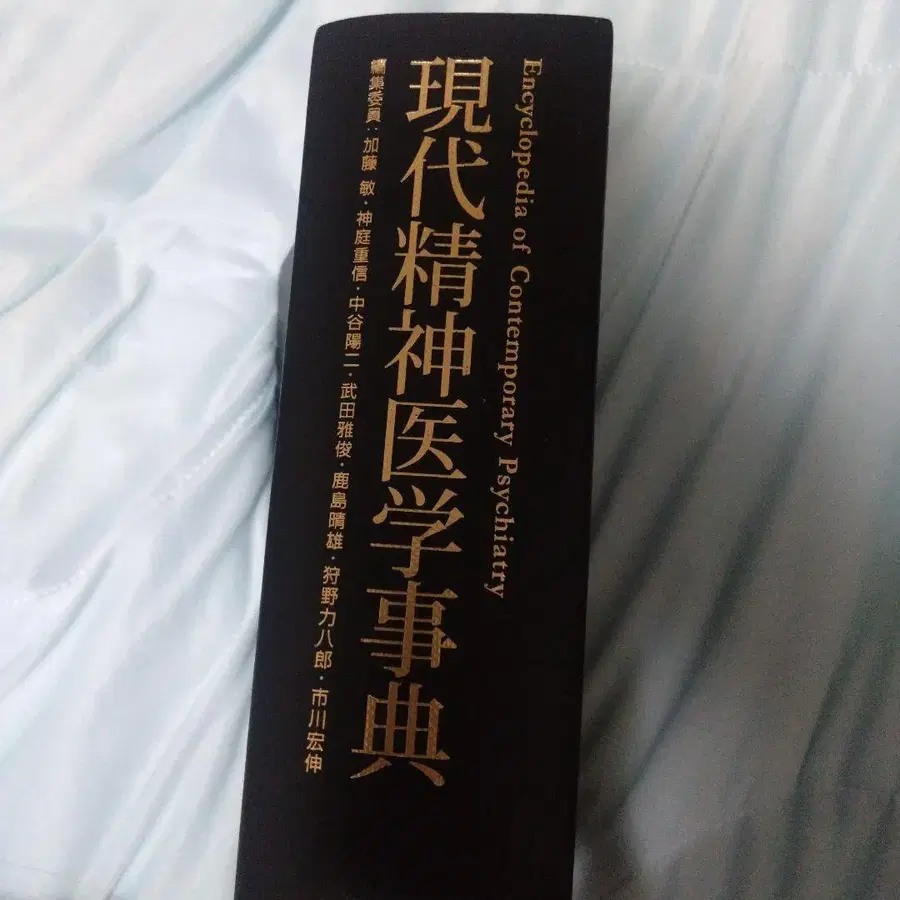 Encyclopedia of Contemporary Psychiatry
現代精神医学事典
編集委員:加藤 敏・神庭重信・中谷陽二・武田雅俊・鹿島晴雄・狩野力八郎・市川宏伸